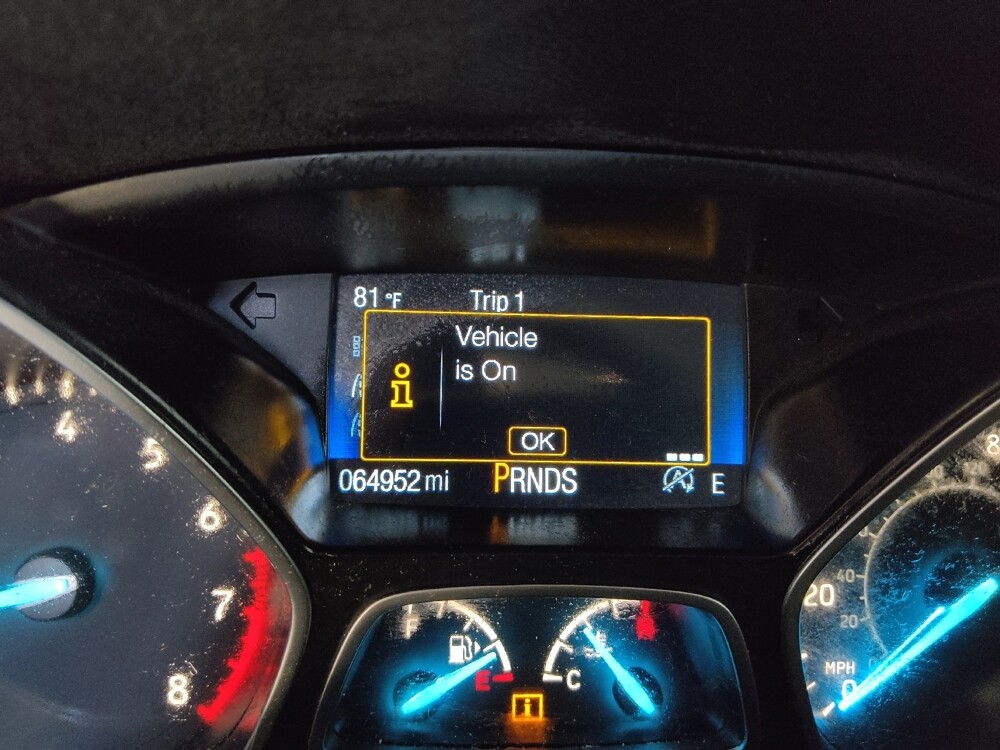 81 °F
Trip 1
Vehicle
is On
OK
064952 mi
PRNDS
A
E
4
5
6
7
8
F
E
C
H
i
8
40
20
20
MPH
0